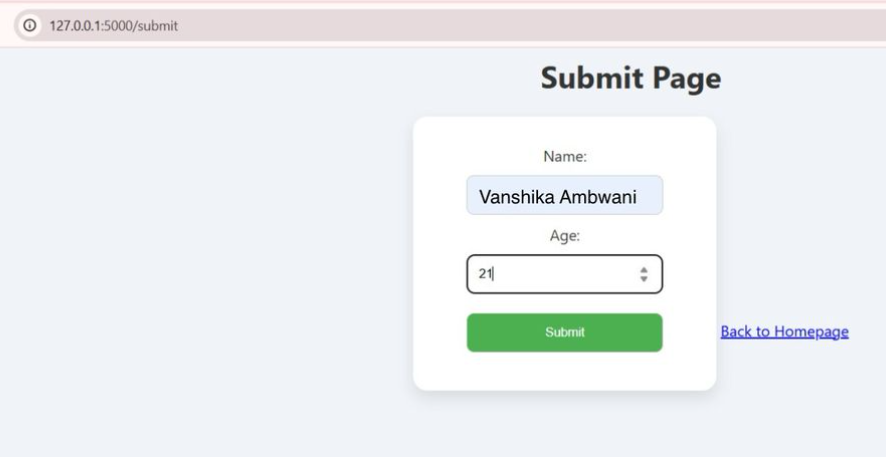 127.0.0.1:5000/submit
Submit Page
Name:
Vanshika Ambwani
Age:
21
Submit
Back to Homepage